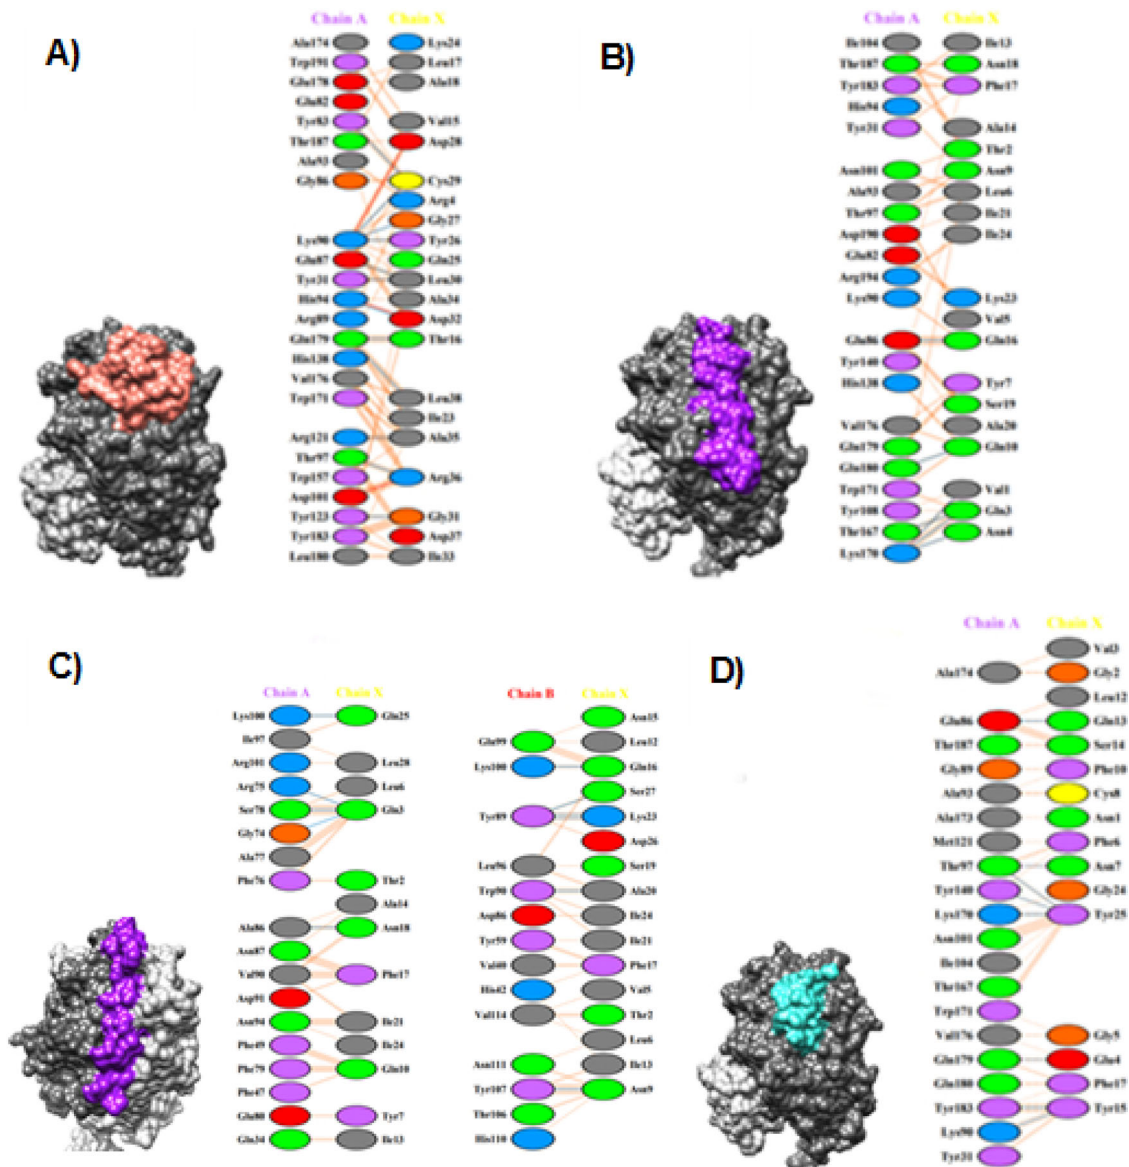 A)
Chain A Chain X
Ala174 Lys24
Trp191 Leu17
Glu178 Ala18
Glu82
Tyr83 Val15
Thr187 Asp28
Ala93
Gly86 Cys29
Arg4
Gly27
Lys90 Tyr26
Glu87 Gln25
Tyr31 Leu30
His94 Ala34
Arg89 Asp32
Gln179 Thr16
His138
Val176
Trp171 Leu38
Ile23
Arg121 Ala35
Thr97
Trp157 Arg36
Asp101
Tyr123 Gly31
Tyr183 Asp37
Leu180 Ile33
B)
Chain A Chain X
Ile104 Ile13
Thr187 Asn18
Tyr183 Phe17
His94
Tyr31 Ala14
Thr2
Asn101 Asn9
Ala93 Leu6
Thr97 Ile21
Asp190 Ile24
Glu82
Arg194
Lys90 Lys23
Val5
Glu86 Gln16
Tyr140
His138 Tyr7
Ser19
Val176 Ala20
Gln179 Gln10
Gln180
Trp171 Val1
Tyr108 Gln3
Thr167 Asn4
Lys170
C)
Chain A Chain X
Lys100 Gln25
Ile97
Arg101 Leu28
Arg75 Leu6
Ser78 Gln3
Gly74
Ala77
Phe76 Thr2
Ala14
Ala86 Asn18
Asn87
Val90 Phe17
Asp91
Asn94 Ile21
Phe49 Ile24
Phe79 Gln10
Phe47
Glu80 Tyr7
Gln34 Ile13
Chain B Chain X
Asn15
Gln99 Leu12
Lys100 Gln16
Ser27
Tyr89 Lys23
Asp26
Leu96 Ser19
Trp90 Ala20
Asp86 Ile24
Tyr59 Ile21
Val40 Phe17
His42 Val5
Val114 Thr2
Leu6
Asn111 Ile13
Tyr107 Asn9
Thr106
His110
D)
Chain A Chain X
Val3
Ala174 Gly2
Leu12
Glu86 Gln13
Thr187 Ser14
Gly89 Phe10
Ala93 Cys8
Ala173 Asn1
Met121 Phe6
Thr97 Asn7
Tyr140 Gly24
Lys170 Tyr25
Asn101
Ile104
Thr167
Trp171
Val176 Gly5
Gln179 Glu4
Gln180 Phe17
Tyr183 Tyr15
Lys90
Tyr31